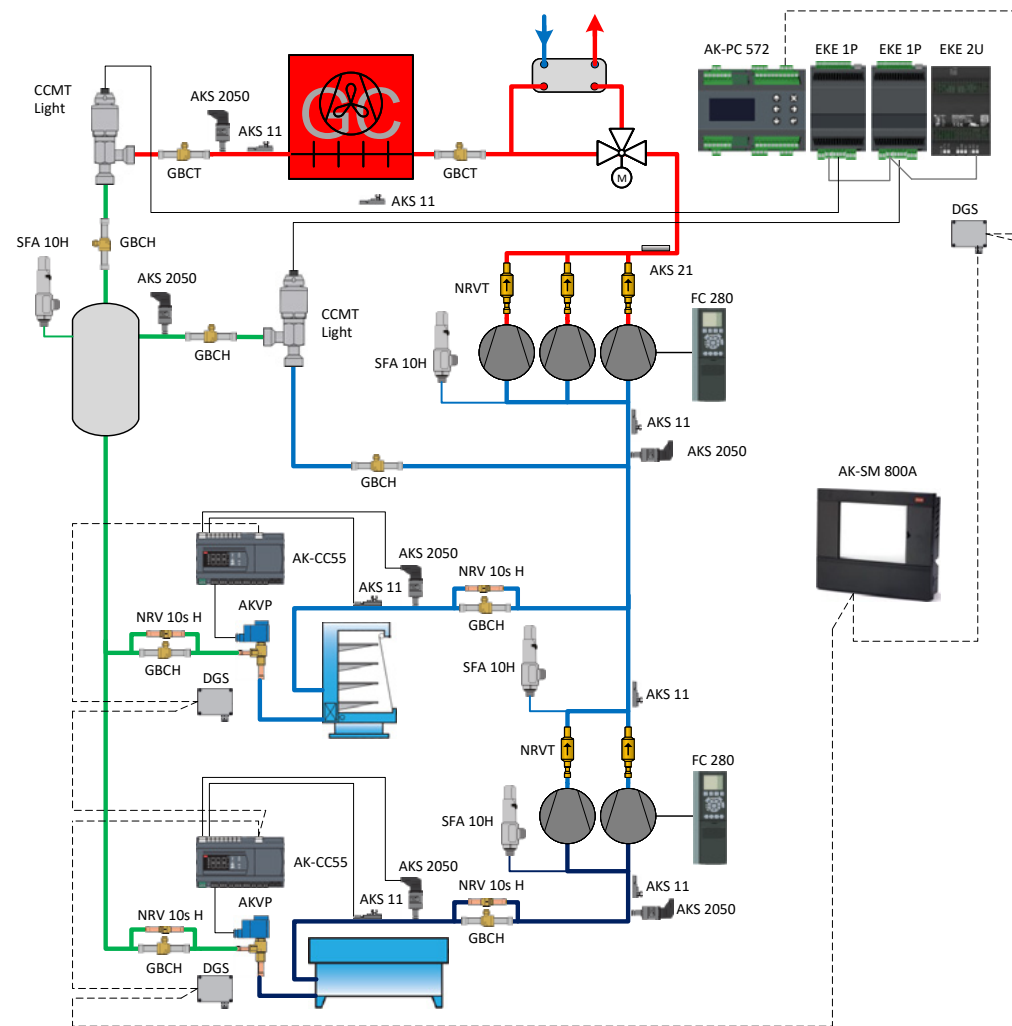 AK-PC 572
EKE 1P
EKE 1P
EKE 2U
CCMT
Light
AKS 2050
AKS 11
GC
GBCT
GBCT
M
AKS 11
DGS
SFA 10H
GBCH
AKS 2050
AKS 21
NRVT
CCMT
Light
FC 280
GBCH
SFA 10H
AKS 11
AKS 2050
GBCH
AK-SM 800A
AK-CC55
AKS 2050
AKS 11
NRV 10s H
NRV 10s H
AKVP
GBCH
GBCH
SFA 10H
DGS
AKS 11
NRVT
FC 280
SFA 10H
AK-CC55
AKS 2050
AKS 11
NRV 10s H
AKS 11
AKS 2050
AKVP
NRV 10s H
GBCH
GBCH
DGS